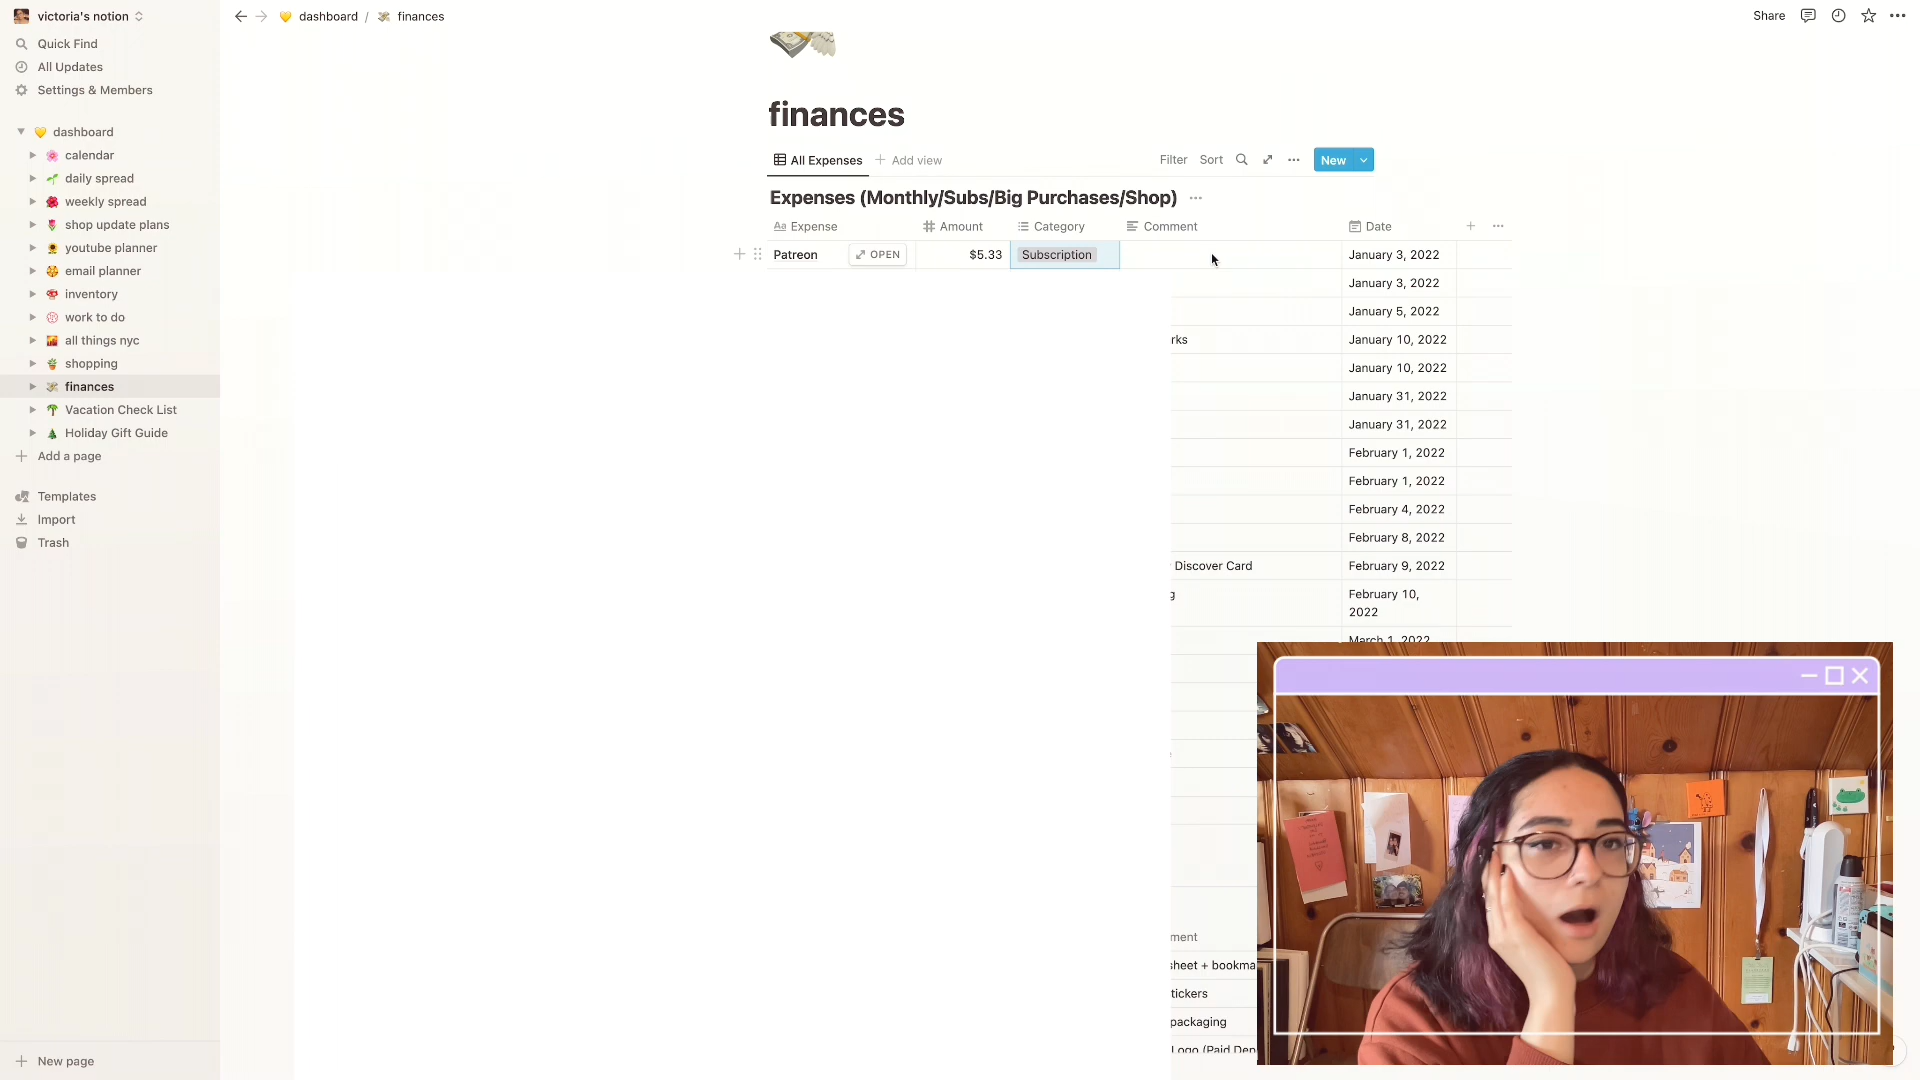 victoria's notion
dashboard / finances
Share
Quick Find
All Updates
Settings & Members
dashboard
calendar
daily spread
weekly spread
shop update plans
youtube planner
email planner
inventory
work to do
all things nyc
shopping
finances
Vacation Check List
Holiday Gift Guide
Add a page
Templates
Import
Trash
New page
finances
All Expenses
Add view
Filter
Sort
New
Expenses (Monthly/Subs/Big Purchases/Shop)
Aa Expense
Amount
Category
Comment
Date
Patreon
OPEN
$5.33
Subscription
January 3, 2022
January 3, 2022
January 5, 2022
rks
January 10, 2022
January 10, 2022
January 31, 2022
January 31, 2022
February 1, 2022
February 1, 2022
February 4, 2022
February 8, 2022
Discover Card
February 9, 2022
g
February 10,
2022
March 1, 2022
ment
sheet + bookma
tickers
packaging
Logo (Paid Den